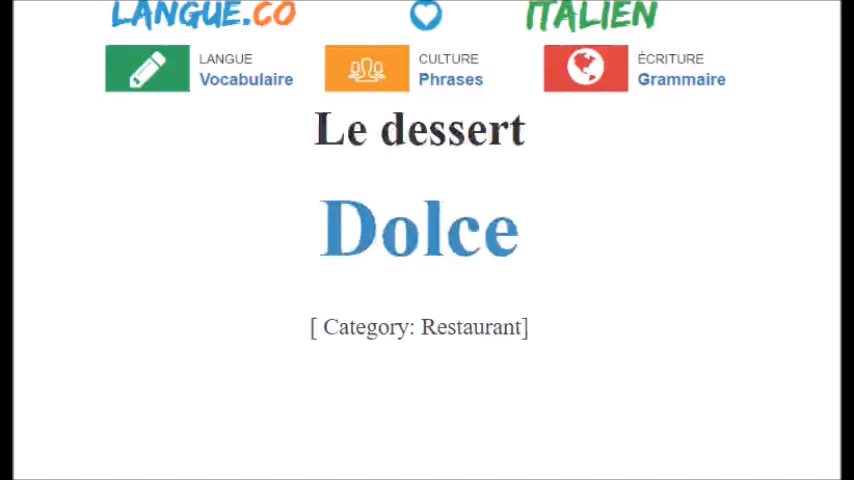 LANGUE.CO ITALIEN
LANGUE CULTURE ÉCRITURE
Vocabulaire Phrases Grammaire
Le dessert
Dolce
[ Category: Restaurant]